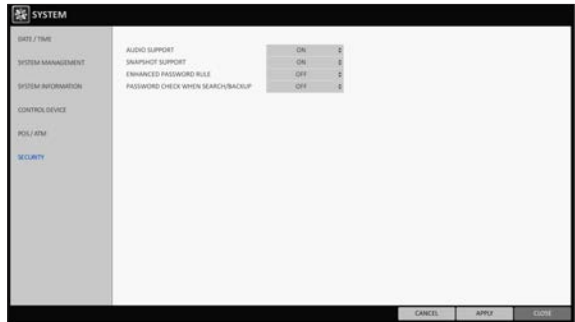 SYSTEM
DATE / TIME
SYSTEM MANAGEMENT
SYSTEM INFORMATION
CONTROL DEVICE
POS / ATM
SECURITY
AUDIO SUPPORT ON
SNAPSHOT SUPPORT ON
ENHANCED PASSWORD RULE OFF
PASSWORD CHECK WHEN SEARCH/BACKUP OFF
CANCEL APPLY CLOSE